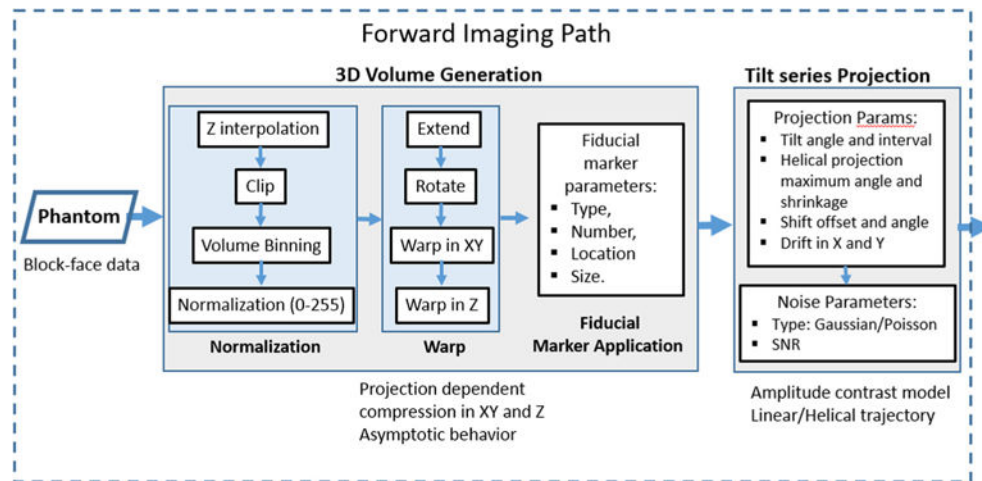 Forward Imaging Path
3D Volume Generation
Tilt series Projection
Phantom
Block-face data
Z interpolation
Clip
Volume Binning
Normalization (0-255)
Normalization
Extend
Rotate
Warp in XY
Warp in Z
Warp
Fiducial
marker
parameters:
▪ Type,
▪ Number,
▪ Location
▪ Size.
Fiducial
Marker Application
Projection dependent
compression in XY and Z
Asymptotic behavior
Projection Params:
▪ Tilt angle and interval
▪ Helical projection
maximum angle and
shrinkage
▪ Shift offset and angle
▪ Drift in X and Y
Noise Parameters:
▪ Type: Gaussian/Poisson
▪ SNR
Amplitude contrast model
Linear/Helical trajectory